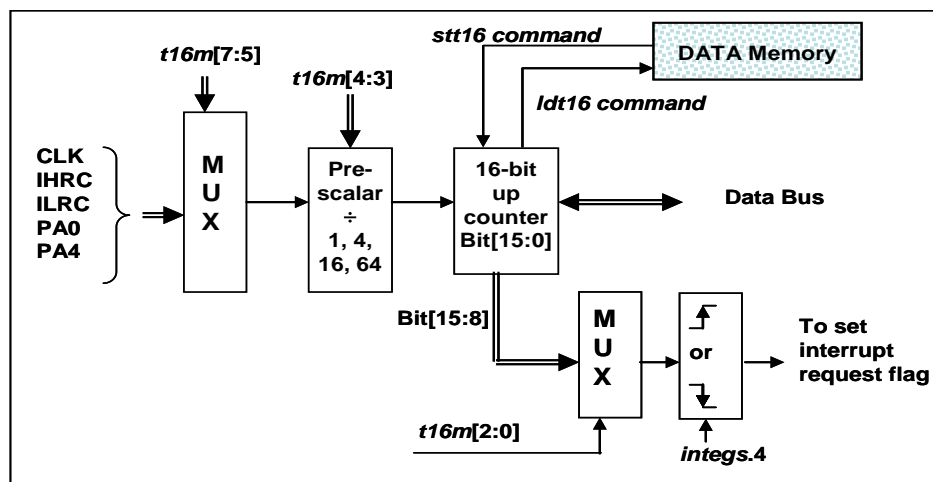 stt16 command
DATA Memory
t16m[7:5]
t16m[4:3]
ldt16 command
CLK
IHRC
ILRC
PA0
PA4
M
U
X
Pre-
scalar
÷
1, 4,
16, 64
16-bit
up
counter
Bit[15:0]
Data Bus
Bit[15:8]
M
U
X
or
To set
interrupt
request flag
t16m[2:0]
integs.4